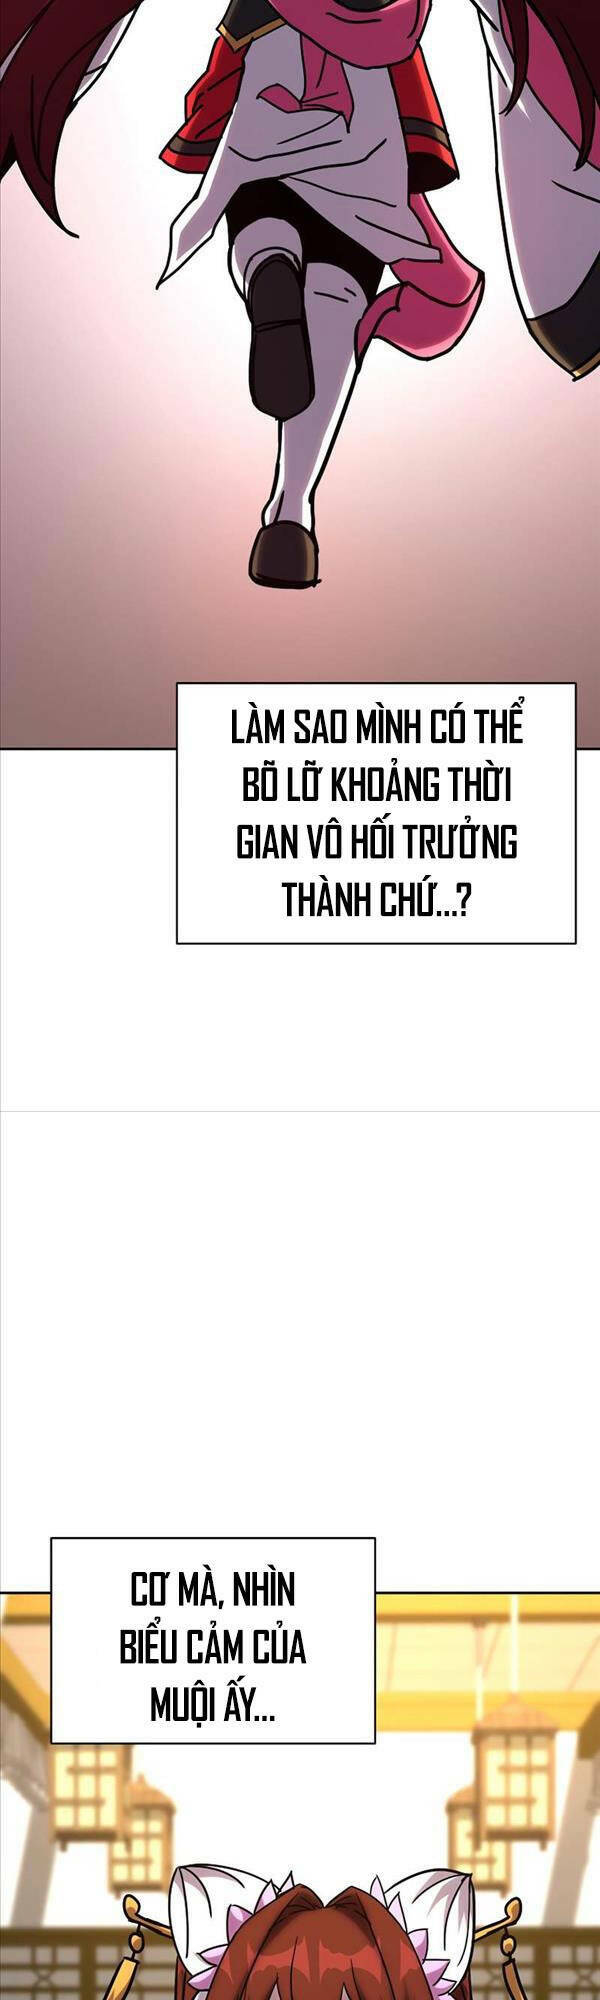 LÀM SAO MÌNH CÓ THỂ
BÕ LỠ KHOẢNG THỜI
GIAN VÔ HỐI TRƯỞNG
THÀNH CHỨ...?
CƠ MÀ, NHÌN
BIỂU CẢM CỦA
MUỘI ẤY...